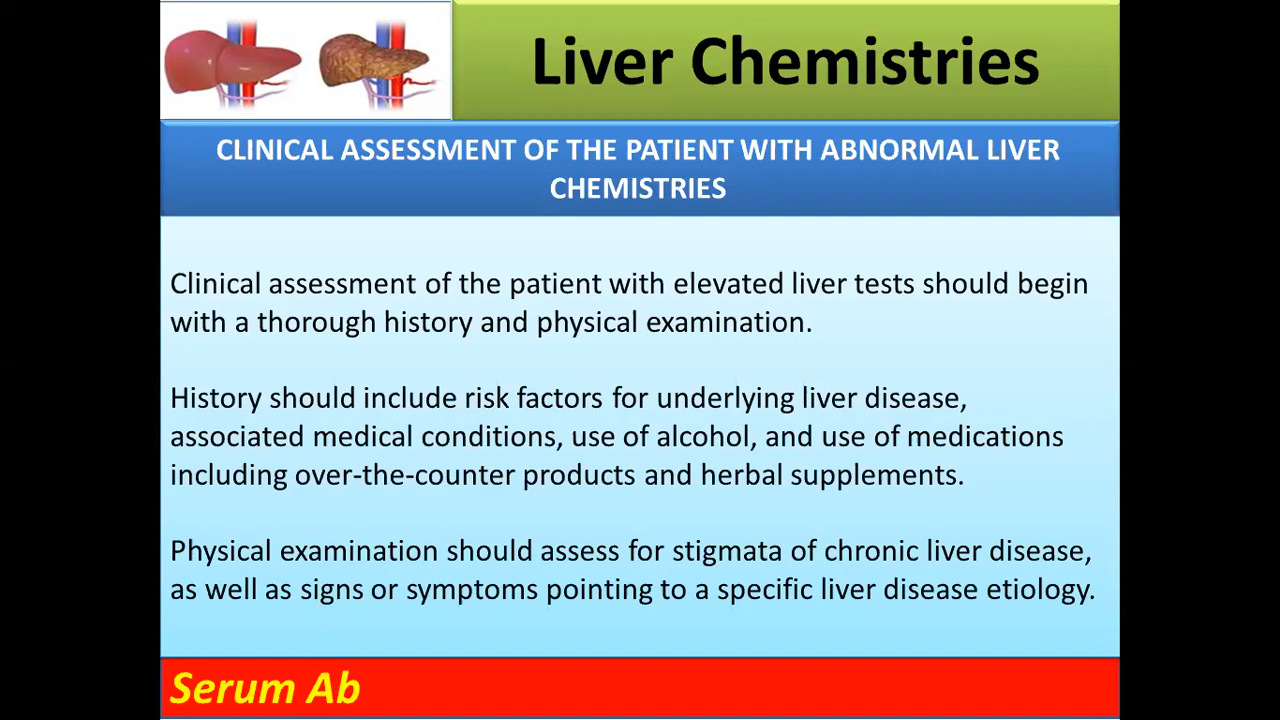 Liver Chemistries
CLINICAL ASSESSMENT OF THE PATIENT WITH ABNORMAL LIVER
CHEMISTRIES
Clinical assessment of the patient with elevated liver tests should begin
with a thorough history and physical examination.
History should include risk factors for underlying liver disease,
associated medical conditions, use of alcohol, and use of medications
including over-the-counter products and herbal supplements.
Physical examination should assess for stigmata of chronic liver disease,
as well as signs or symptoms pointing to a specific liver disease etiology.
Serum Ab